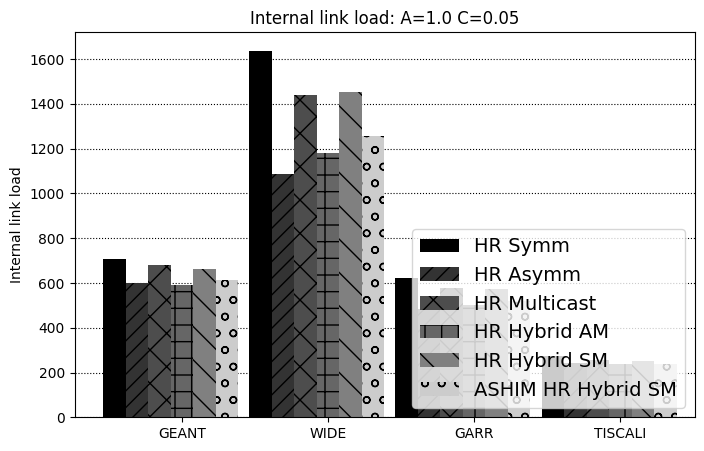 Internal link load: A=1.0 C=0.05
Internal link load
1600
1400
1200
1000
800
600
400
200
0
HR Symm
HR Asymm
HR Multicast
HR Hybrid AM
HR Hybrid SM
ASHIM HR Hybrid SM
GEANT
WIDE
GARR
TISCALI